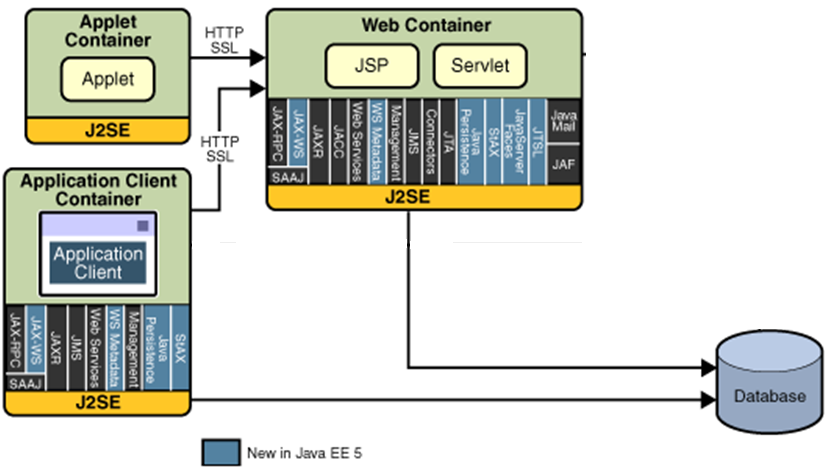 Applet
Container
Applet
J2SE
HTTP
SSL
Web Container
JSP
Servlet
JAX-RPC
JAX-WS
SAAJ
JAXR
JACC
Web Services
WS Metadata
Management
JMS
Connectors
JTA
Java
Persistence
StAX
JavaServer
Faces
JTSL
Java
Mail
JAF
J2SE
HTTP
SSL
Application Client
Container
Application
Client
JAX-RPC
JAX-WS
SAAJ
JAXR
JMS
Web Services
WS Metadata
Management
Java
Persistence
StAX
J2SE
Database
New in Java EE 5